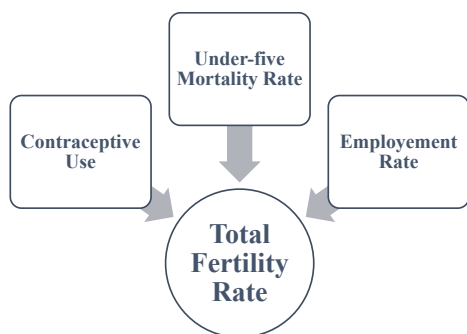 Under-five
Mortality Rate
Contraceptive
Use
Employement
Rate
Total
Fertility
Rate